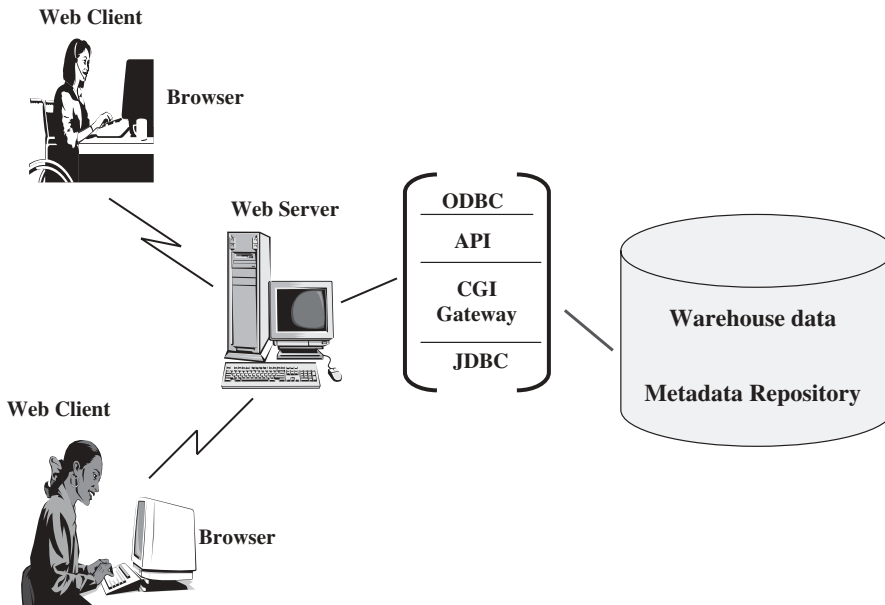 Web Client
Browser
Web Server
ODBC
API
CGI
Gateway
JDBC
Warehouse data
Metadata Repository
Web Client
Browser